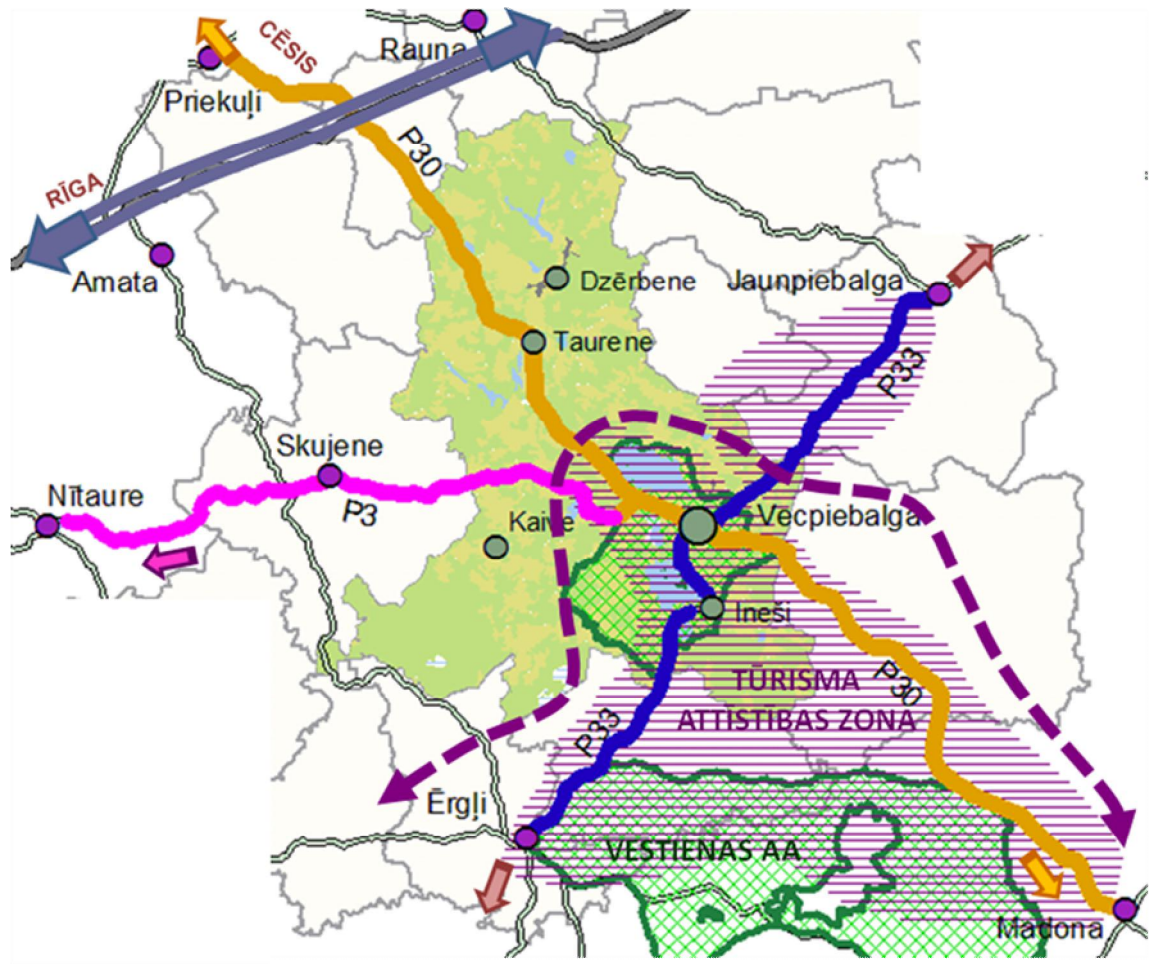 CĒSIS
Rauna
Priekuļi
P30
RĪGA
Amata
Dzērbene
Jaunpiebalga
Taurene
P33
Skujene
Nītaure
P3
Kaive
Vecpiebalga
Ineši
TŪRISMA
ATTĪSTĪBAS ZONA
P30
P33
Ērgļi
VESTIENAS AA
Madona